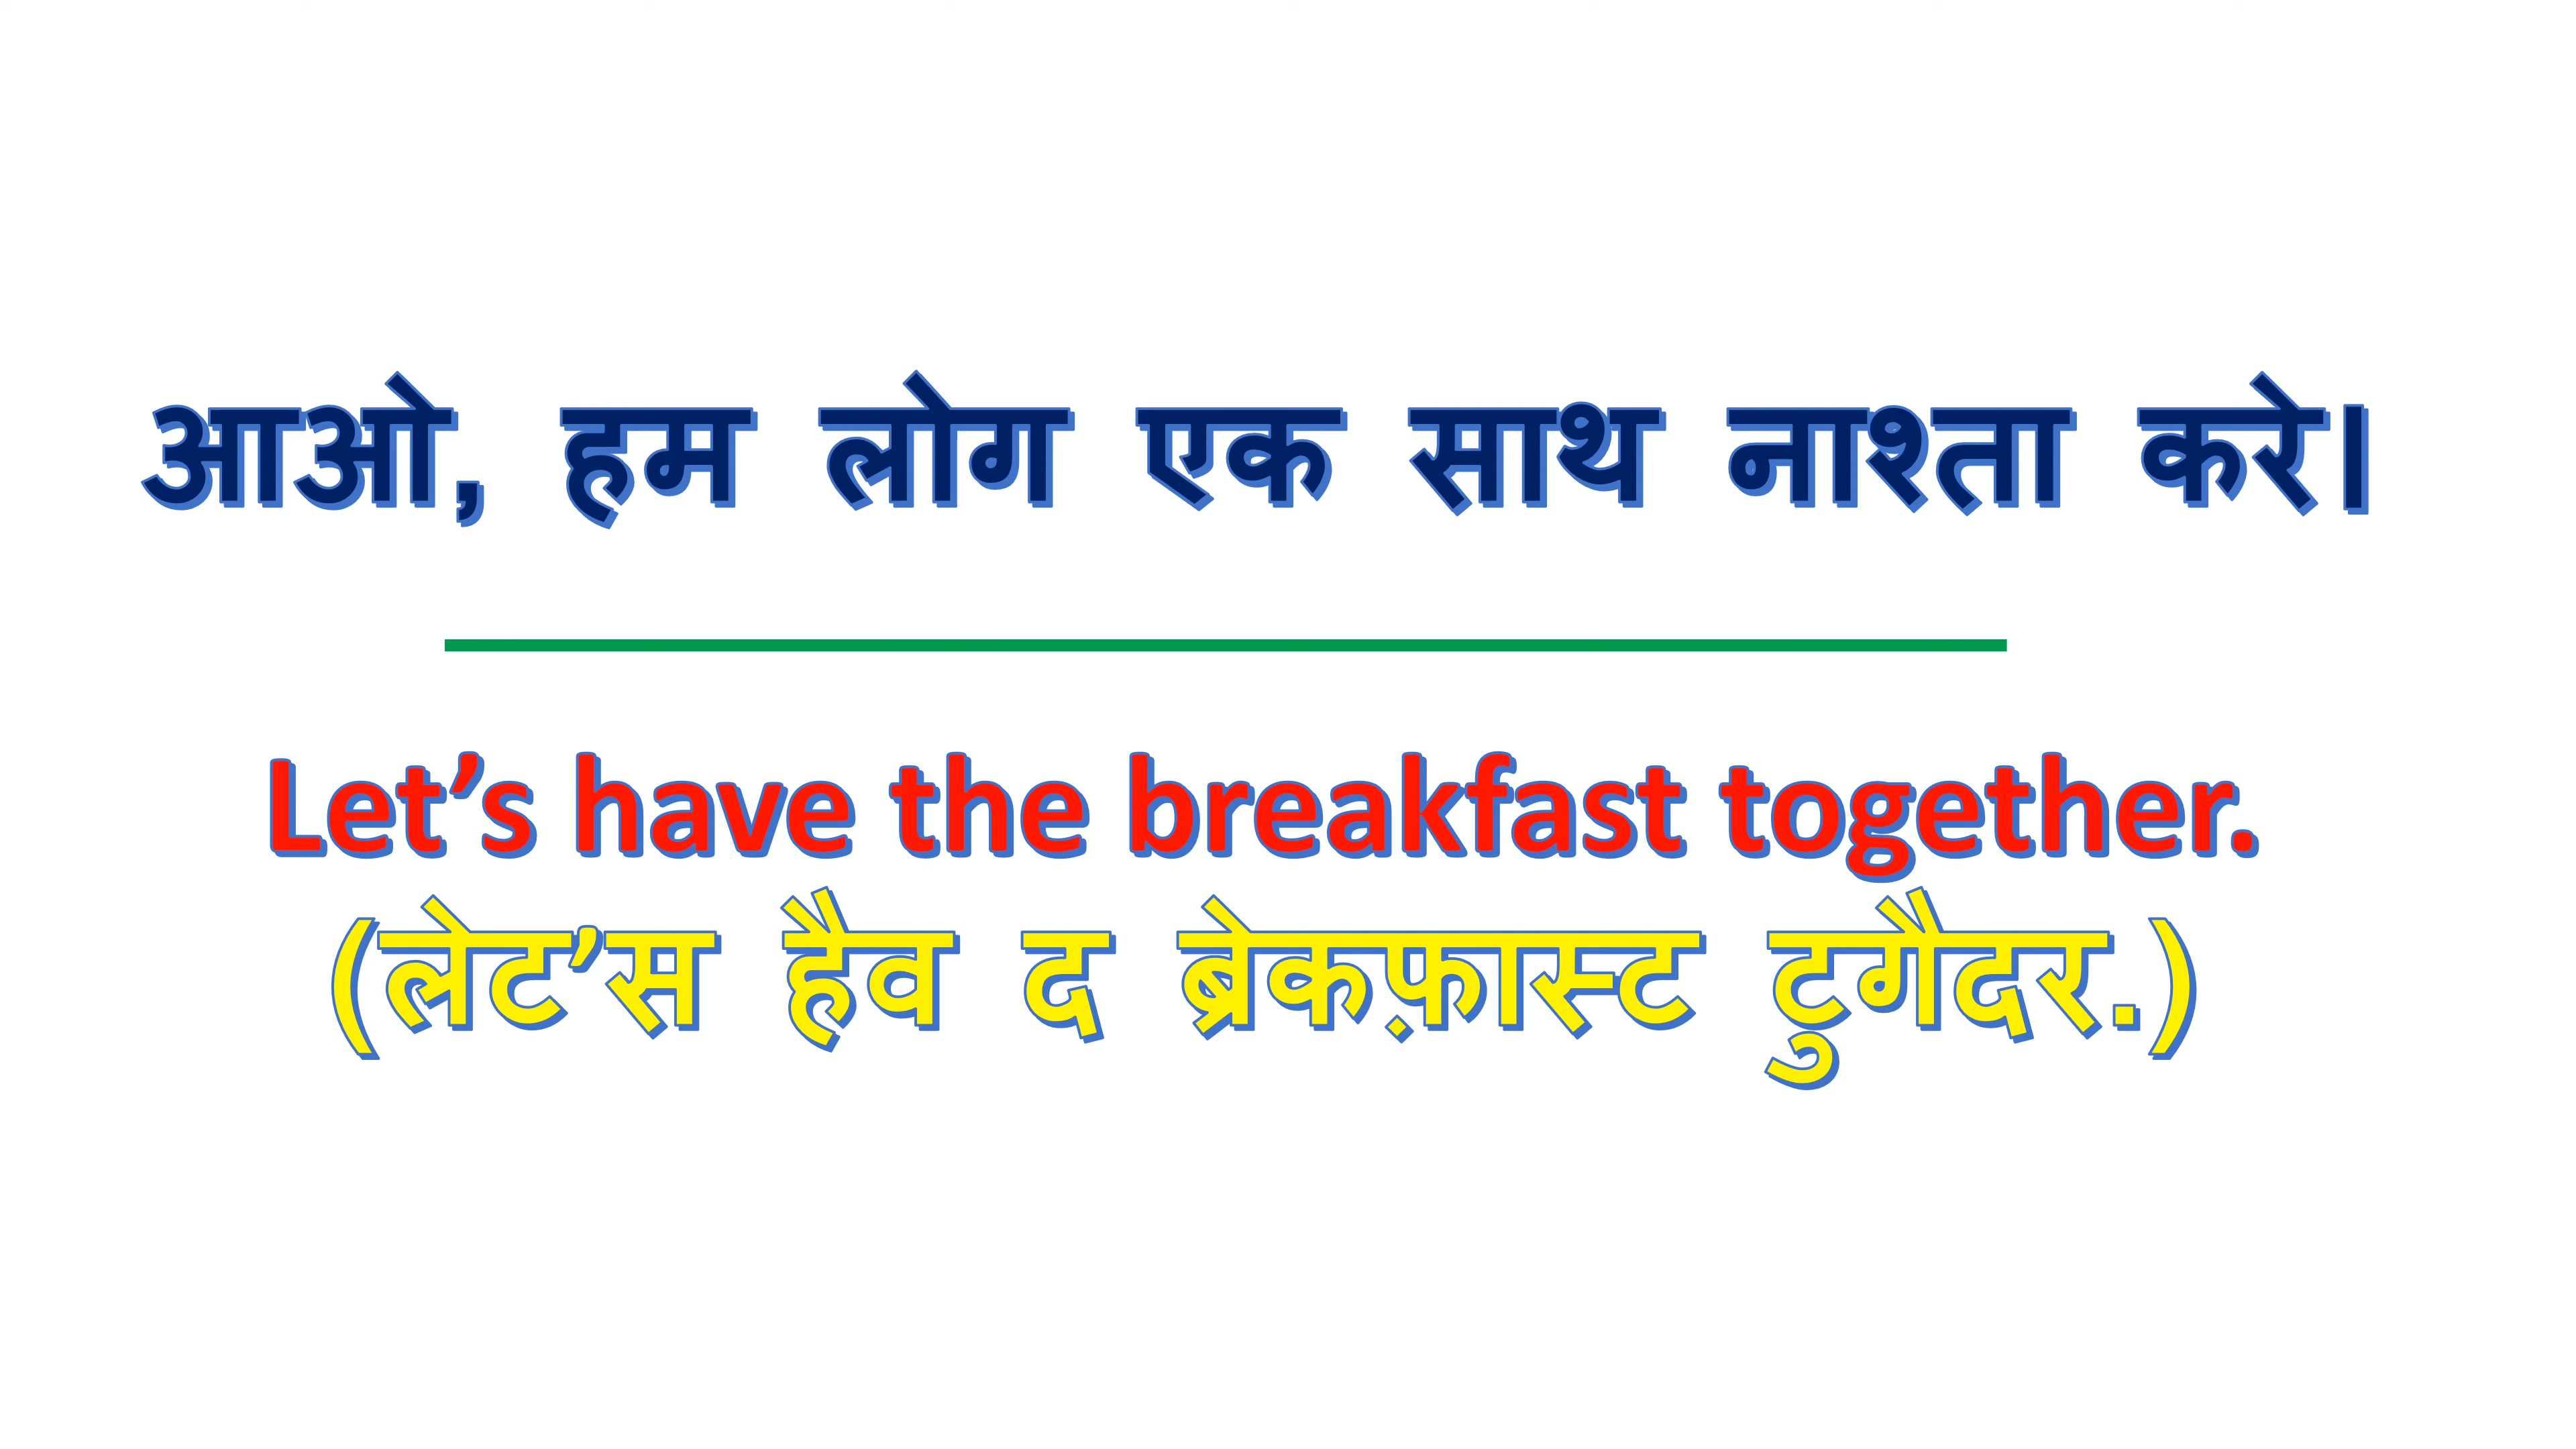 आओ, हम लोग एक साथ नाश्ता करे।
Let’s have the breakfast together.
(लेट’स हैव द ब्रेकफ़ास्ट टुगैदर.)